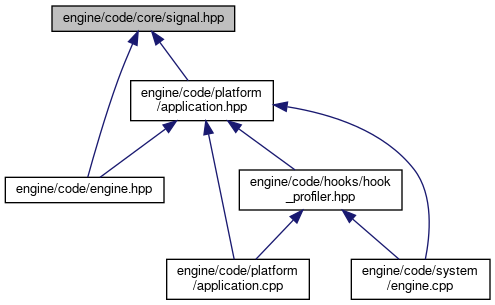 engine/code/core/signal.hpp
engine/code/platform
/application.hpp
engine/code/engine.hpp
engine/code/hooks/hook
_profiler.hpp
engine/code/platform
/application.cpp
engine/code/system
/engine.cpp